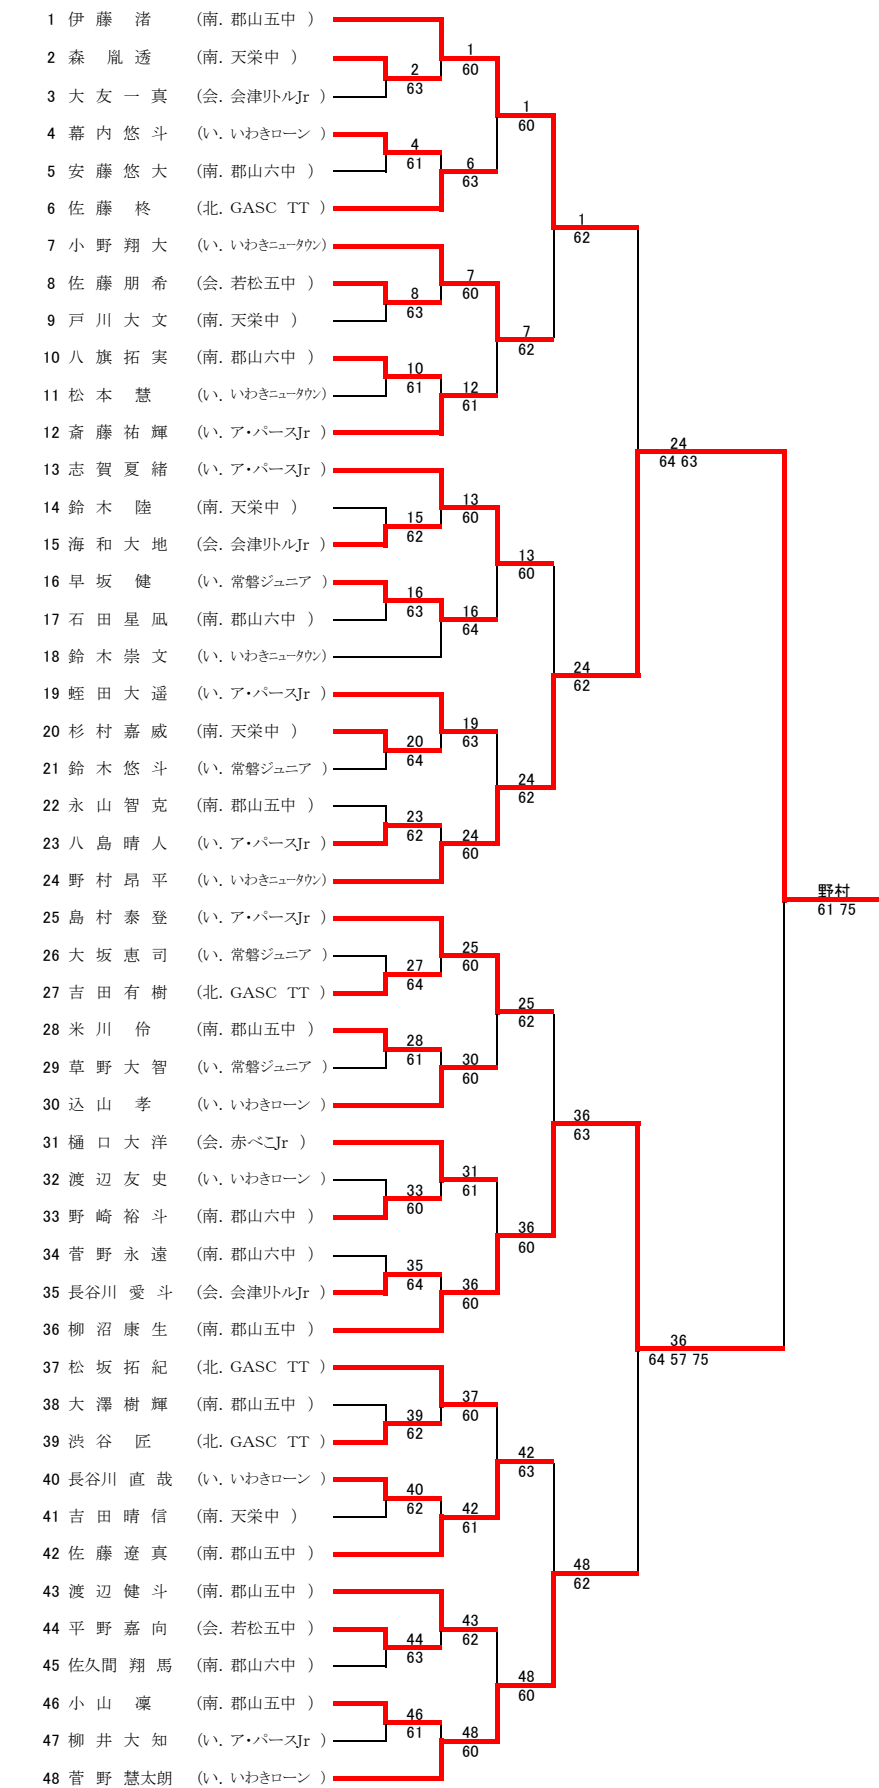 1 伊藤 渚 (南. 郡山五中 )
2 森 胤透 (南. 天栄中 )
3 大友一真 (会. 会津リトルJr )
4 幕内悠斗 (い. いわきローン )
5 安藤悠大 (南. 郡山六中 )
6 佐藤 柊 (北. GASC TT )
7 小野翔大 (い. いわきニュータウン)
8 佐藤朋希 (会. 若松五中 )
9 戸川大文 (南. 天栄中 )
10 八旗拓実 (南. 郡山六中 )
11 松本 慧 (い. いわきニュータウン)
12 斎藤祐輝 (い. ア・パースJr )
13 志賀夏緒 (い. ア・パースJr )
14 鈴木 陸 (南. 天栄中 )
15 海和大地 (会. 会津リトルJr )
16 早坂 健 (い. 常磐ジュニア )
17 石田星凪 (南. 郡山六中 )
18 鈴木崇文 (い. いわきニュータウン)
19 蛭田大遥 (い. ア・パースJr )
20 杉村嘉威 (南. 天栄中 )
21 鈴木悠斗 (い. 常磐ジュニア )
22 永山智克 (南. 郡山五中 )
23 八島晴人 (い. ア・パースJr )
24 野村昂平 (い. いわきニュータウン)
25 島村泰登 (い. ア・パースJr )
26 大坂恵司 (い. 常磐ジュニア )
27 吉田有樹 (北. GASC TT )
28 米川 伶 (南. 郡山五中 )
29 草野大智 (い. 常磐ジュニア )
30 込山 孝 (い. いわきローン )
31 樋口大洋 (会. 赤べこJr )
32 渡辺友史 (い. いわきローン )
33 野崎裕斗 (南. 郡山六中 )
34 菅野永遠 (南. 郡山六中 )
35 長谷川愛斗 (会. 会津リトルJr )
36 柳沼康生 (南. 郡山五中 )
37 松坂拓紀 (北. GASC TT )
38 大澤樹輝 (南. 郡山五中 )
39 渋谷 匠 (北. GASC TT )
40 長谷川直哉 (い. いわきローン )
41 吉田晴信 (南. 天栄中 )
42 佐藤遼真 (南. 郡山五中 )
43 渡辺健斗 (南. 郡山五中 )
44 平野嘉向 (会. 若松五中 )
45 佐久間翔馬 (南. 郡山六中 )
46 小山 凜 (南. 郡山五中 )
47 柳井大知 (い. ア・パースJr )
48 菅野慧太朗 (い. いわきローン )
2
63
4
61
8
63
10
61
15
62
16
63
20
64
23
62
27
64
28
61
33
60
35
64
39
62
40
62
44
63
46
61
1
60
6
63
7
60
12
61
13
60
16
64
19
63
24
60
25
60
30
60
31
61
36
60
37
60
42
61
43
62
48
60
1
60
7
62
13
60
24
62
25
62
36
60
42
63
48
60
1
62
24
62
36
63
48
62
24
64 63
36
64 57 75
野村
61 75